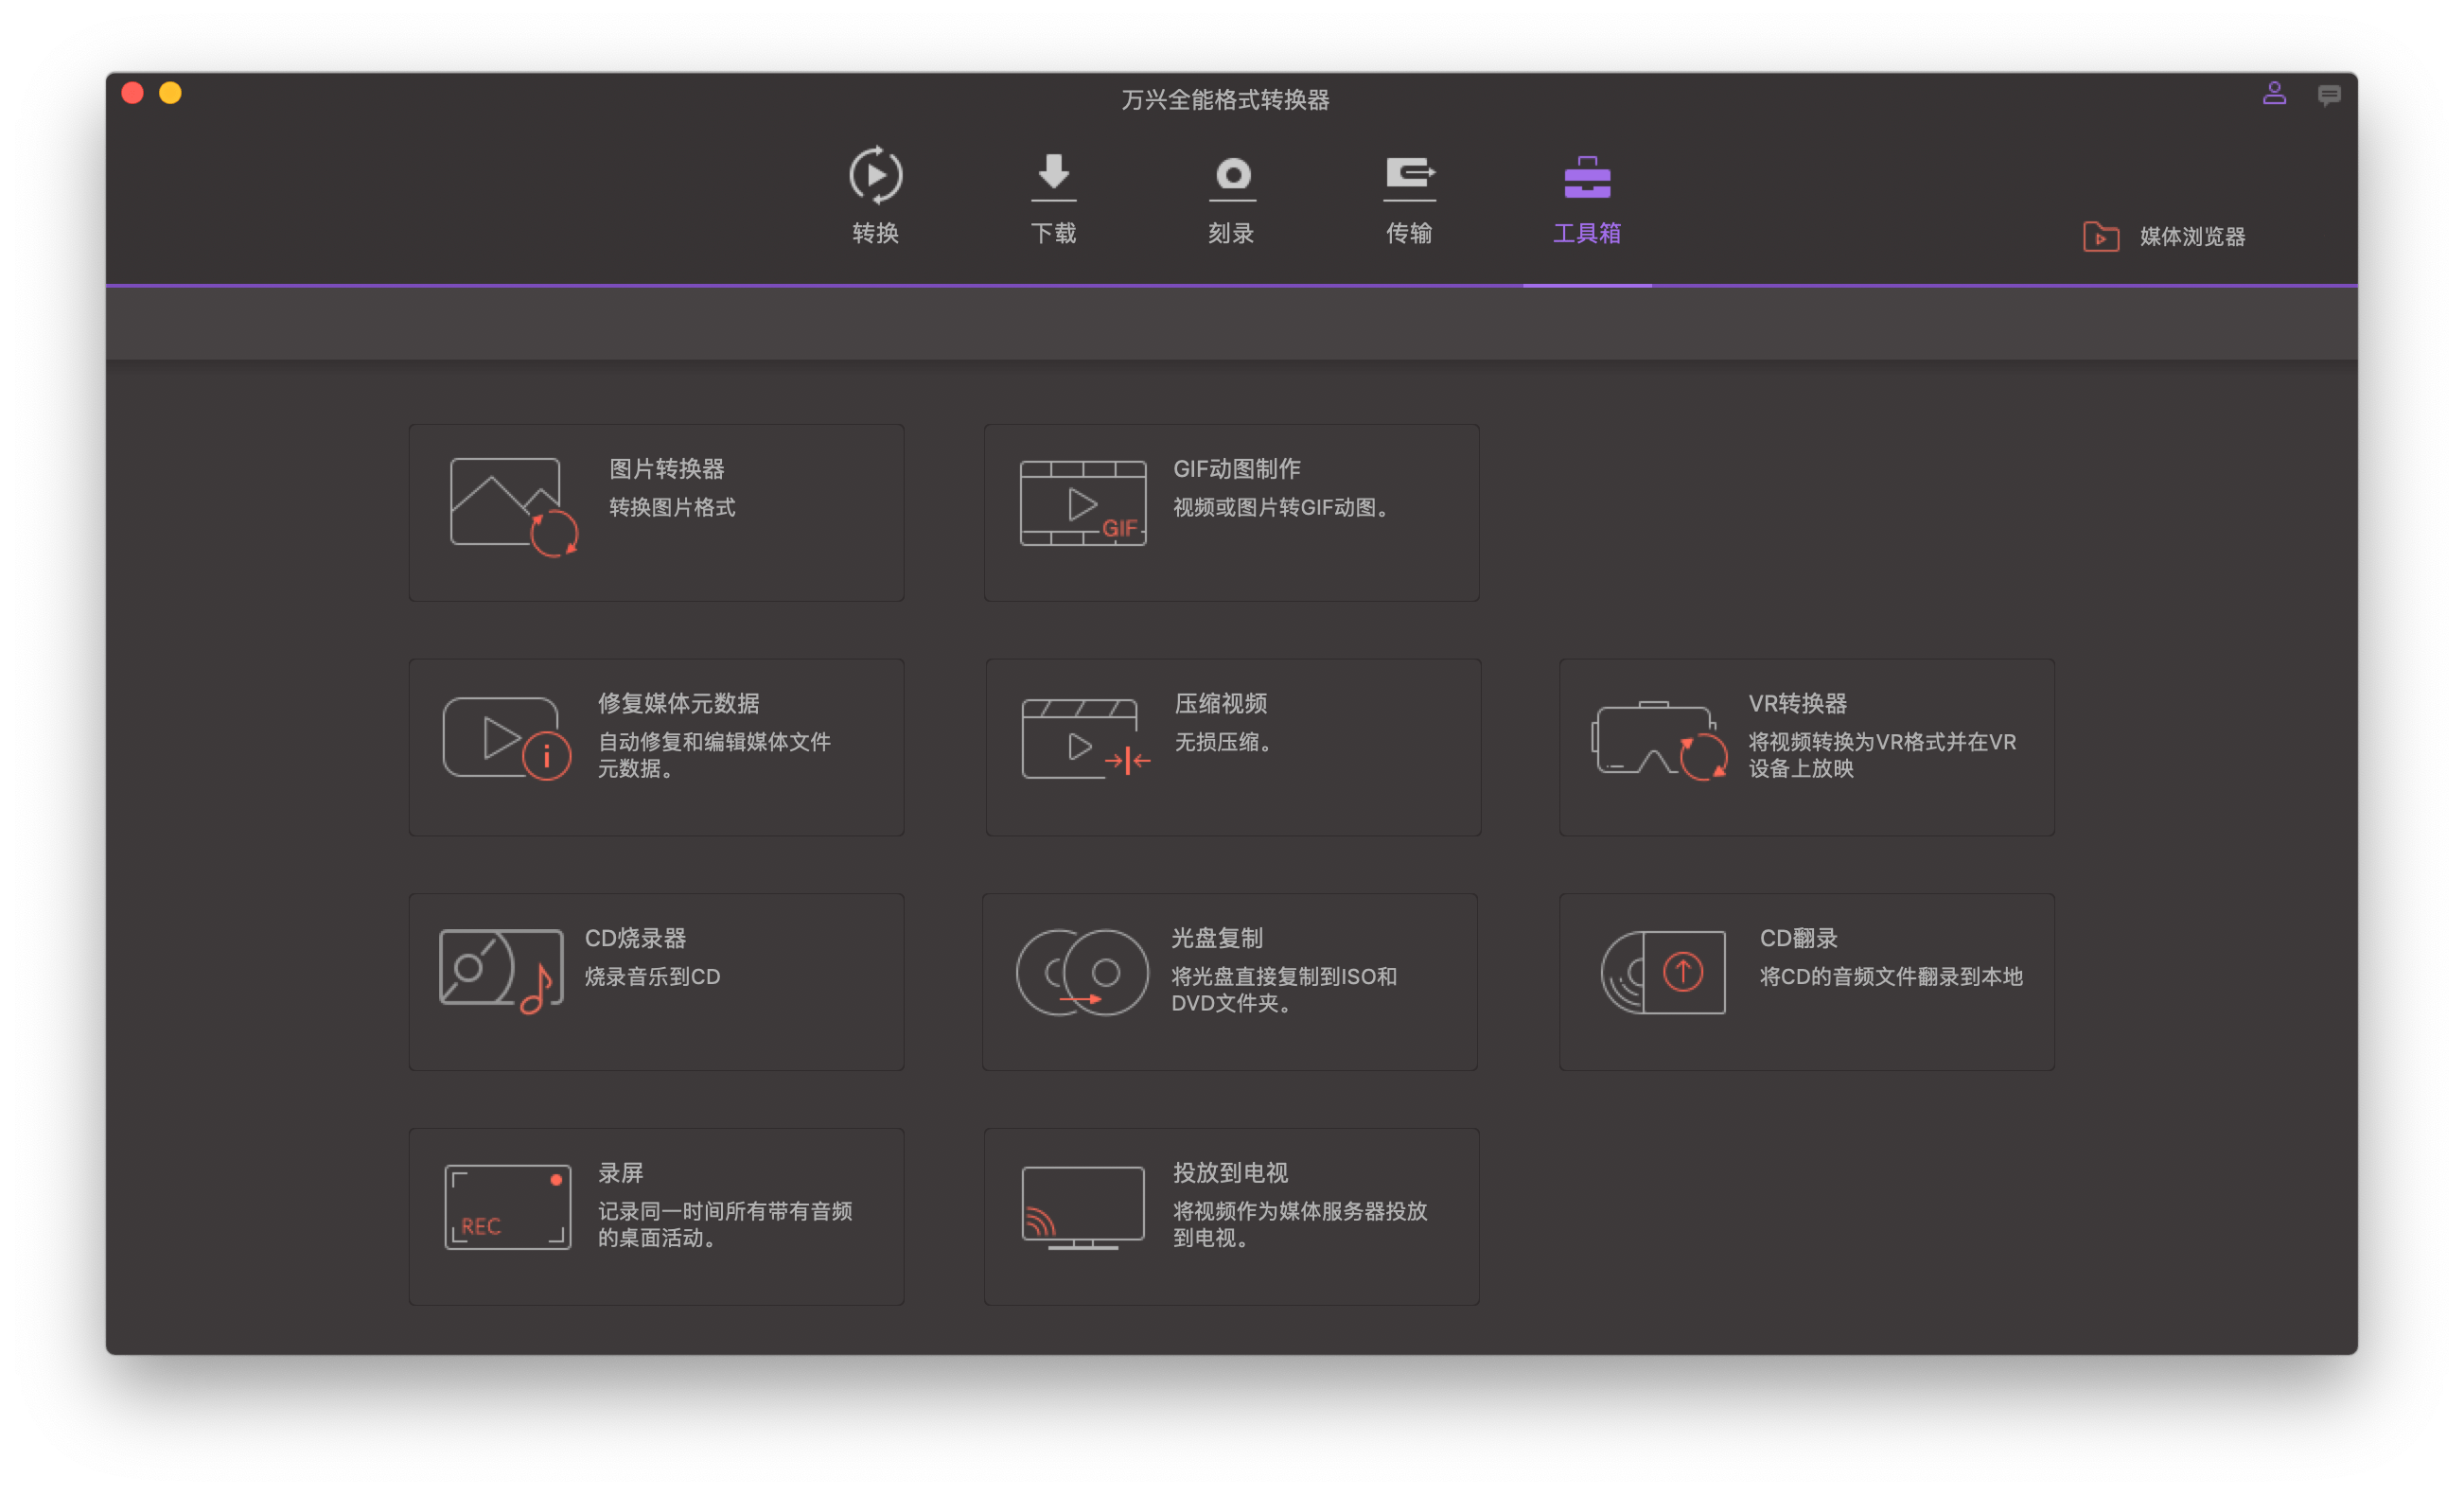 万兴全能格式转换器
转换
下载
刻录
传输
工具箱
媒体浏览器
图片转换器
转换图片格式
GIF
GIF动图制作
视频或图片转GIF动图。
i
修复媒体元数据
自动修复和编辑媒体文件
元数据。
压缩视频
无损压缩。
VR转换器
将视频转换为VR格式并在VR
设备上放映
CD烧录器
烧录音乐到CD
光盘复制
将光盘直接复制到ISO和
DVD文件夹。
CD翻录
将CD的音频文件翻录到本地
REC
录屏
记录同一时间所有带有音频
的桌面活动。
投放到电视
将视频作为媒体服务器投放
到电视。